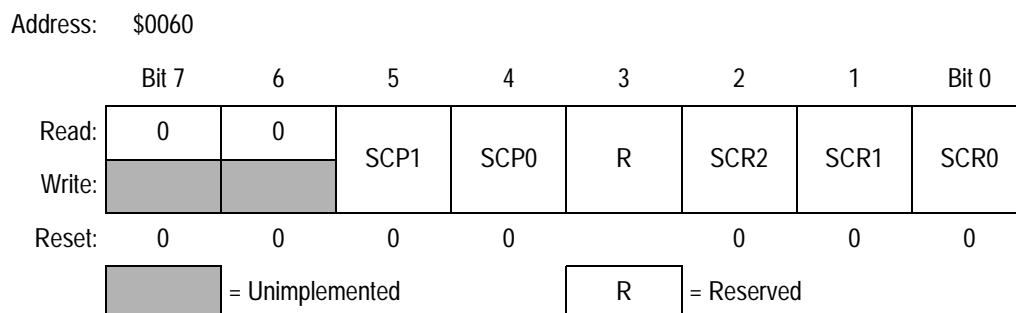 Address: $0060
Bit 7 6 5 4 3 2 1 Bit 0
Read: 0 0 SCP1 SCP0 R SCR2 SCR1 SCR0
Write:
Reset: 0 0 0 0 0 0 0
= Unimplemented R = Reserved